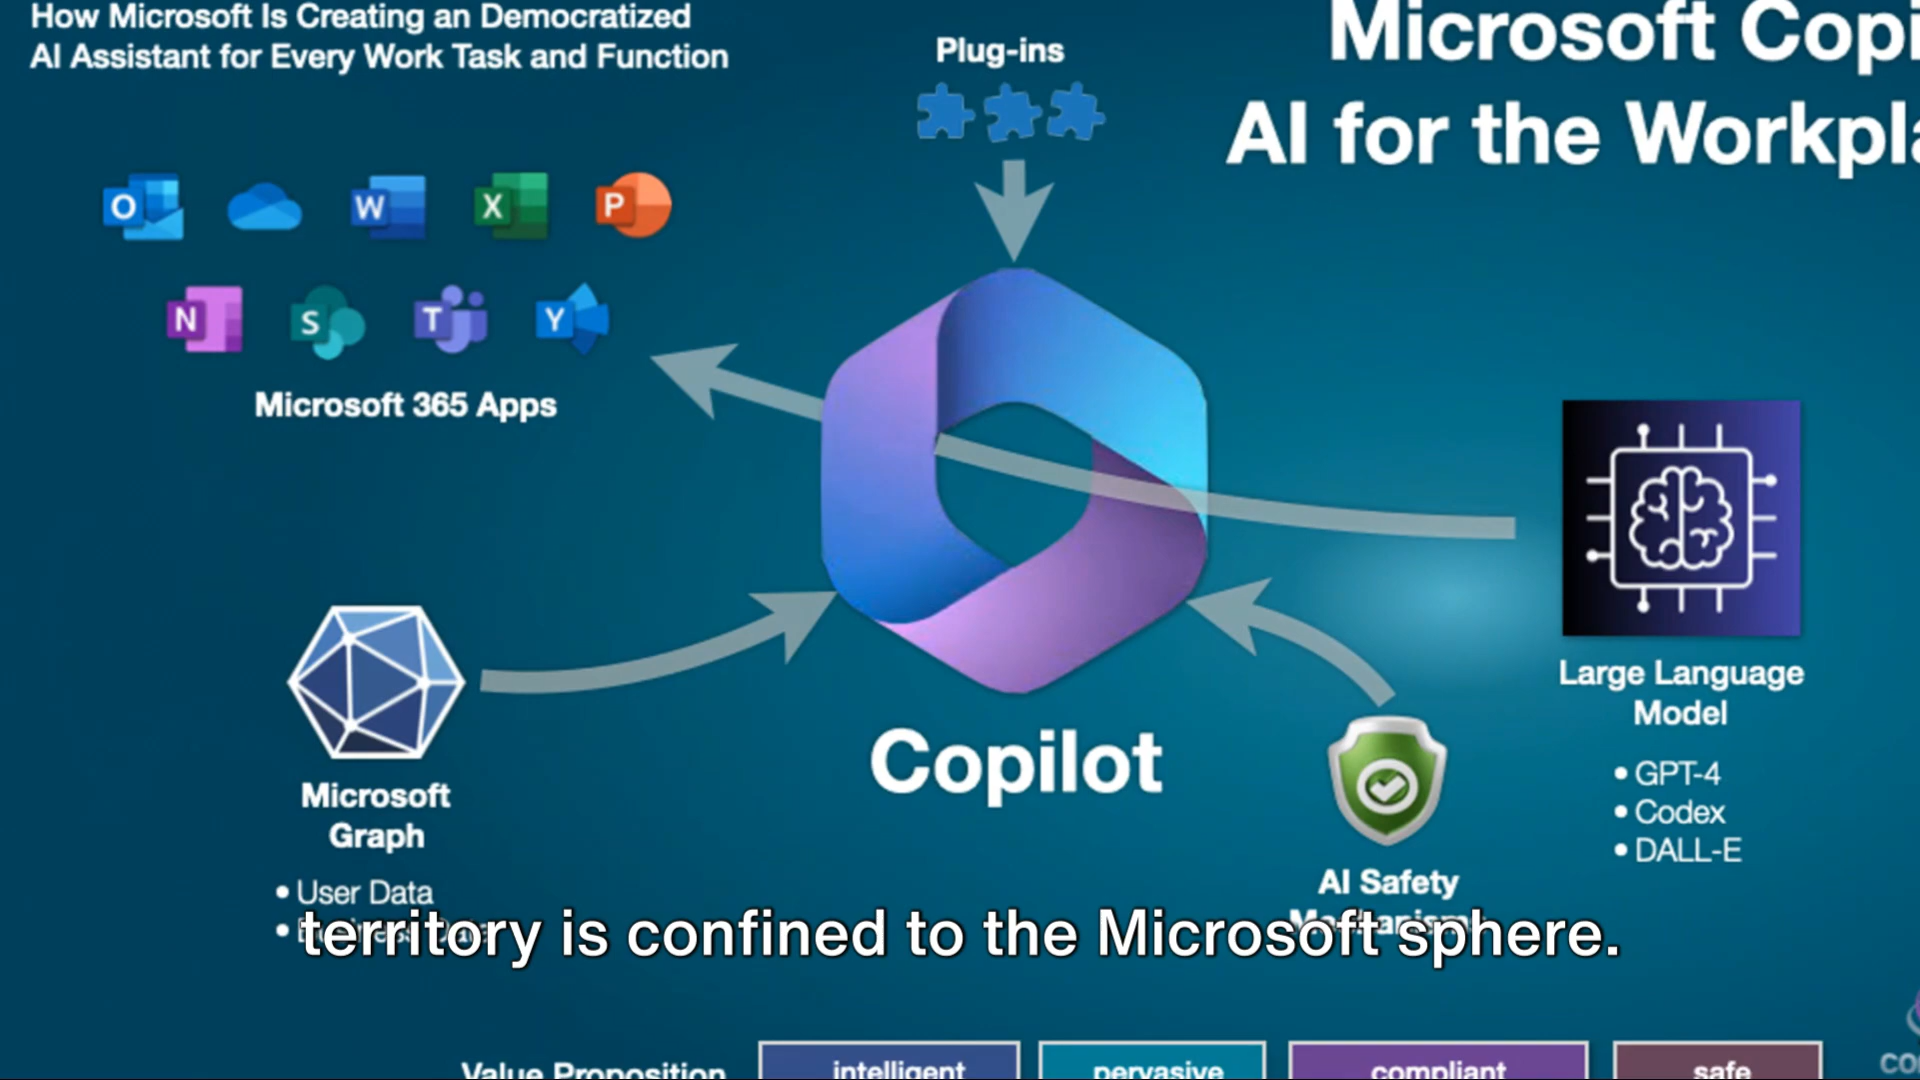 How Microsoft Is Creating an Democratized
AI Assistant for Every Work Task and Function
Plug-ins
Microsoft
AI for the
O
W
X
P
N
S
T
Y
Microsoft 365 Apps
Large Language
Model
• GPT-4
• Codex
• DALL-E
Copilot
Microsoft
Graph
• User Data
AI Safety
territory is confined to the Microsoft sphere.
Value Proposition
intelligent
pervasive
compliant
safe